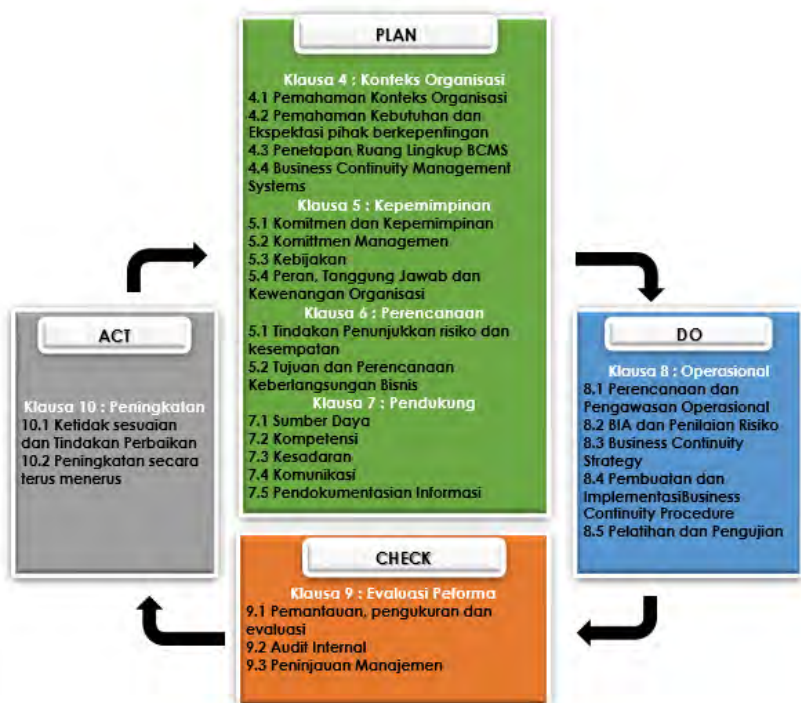 PLAN
Klausa 4 : Konteks Organisasi
4.1 Pemahaman Konteks Organisasi
4.2 Pemahaman Kebutuhan dan
Ekspektasi pihak berkepentingan
4.3 Penetapan Ruang Lingkup BCMS
4.4 Business Continuity Management
Systems
Klausa 5 : Kepemimpinan
5.1 Komitmen dan Kepemimpinan
5.2 Komittmen Managemen
5.3 Kebijakan
5.4 Peran, Tanggung Jawab dan
Kewenangan Organisasi
Klausa 6 : Perencanaan
5.1 Tindakan Penunjukkan risiko dan
kesempatan
5.2 Tujuan dan Perencanaan
Keberlangsungan Bisnis
Klausa 7 : Pendukung
7.1 Sumber Daya
7.2 Kompetensi
7.3 Kesadaran
7.4 Komunikasi
7.5 Pendokumentasian Informasi
DO
Klausa 8 : Operasional
8.1 Perencanaan dan
Pengawasan Operasional
8.2 BIA dan Penilaian Risiko
8.3 Business Continuity
Strategy
8.4 Pembuatan dan
ImplementasiBusiness
Continuity Procedure
8.5 Pelatihan dan Pengujian
CHECK
Klausa 9 : Evaluasi Peforma
9.1 Pemantauan, pengukuran dan
evaluasi
9.2 Audit Internal
9.3 Peninjauan Manajemen
ACT
Klausa 10 : Peningkatan
10.1 Ketidak sesuaian
dan Tindakan Perbaikan
10.2 Peningkatan secara
terus menerus